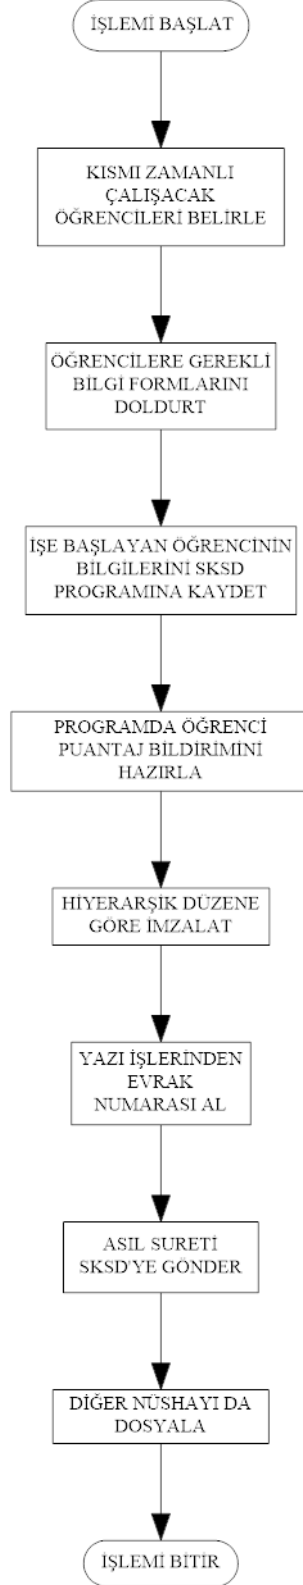 İŞLEMİ BAŞLAT
KISMI ZAMANLI
ÇALIŞACAK
ÖĞRENCİLERİ BELİRLE
ÖĞRENCİLERE GEREKLİ
BİLGİ FORMLARINI
DOLDURT
İŞE BAŞLAYAN ÖĞRENCİNİN
BİLGİLERİNİ SKSD
PROGRAMINA KAYDET
PROGRAMDA ÖĞRENCİ
PUANTAJ BİLDİRİMİNİ
HAZIRLA
HİYERARŞİK DÜZENE
GÖRE İMZALAT
YAZI İŞLERİNDEN
EVRAK
NUMARASI AL
ASIL SURETİ
SKSD'YE GÖNDER
DİĞER NÜSHAYI DA
DOSYALA
İŞLEMİ BİTİR